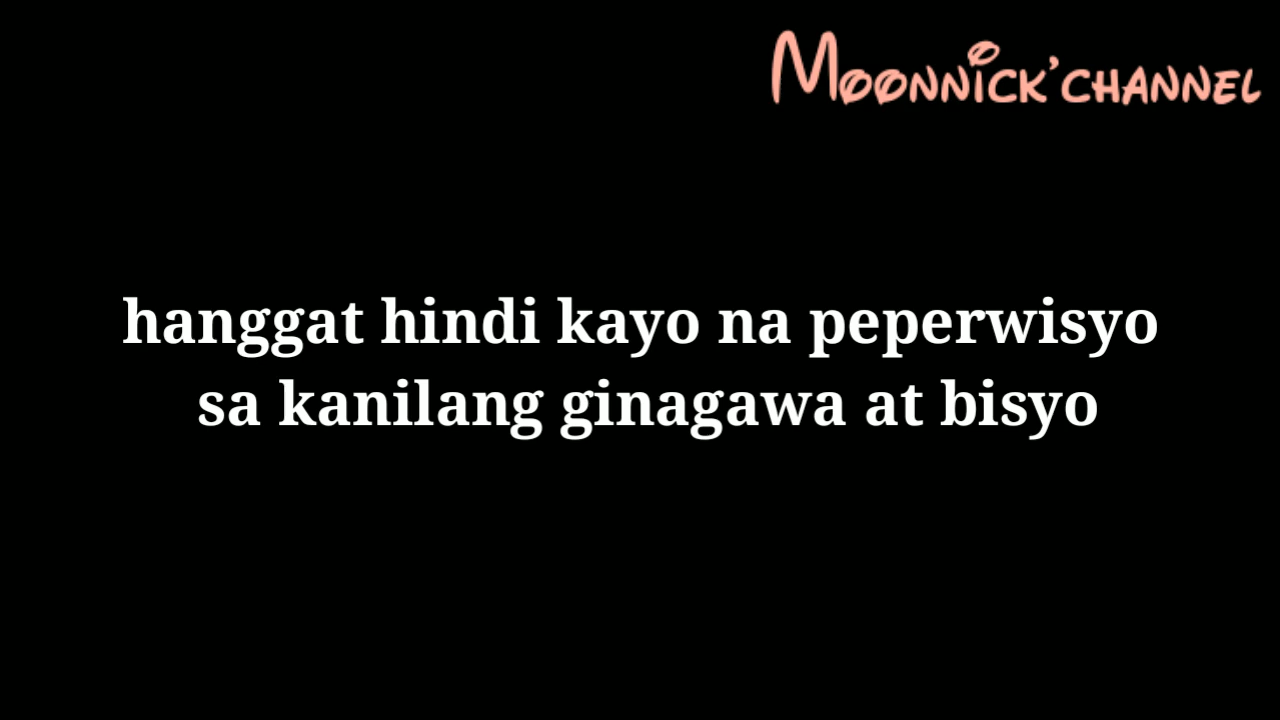 Moonnick'channel
hanggat hindi kayo na peperwisyo
sa kanilang ginagawa at bisyo